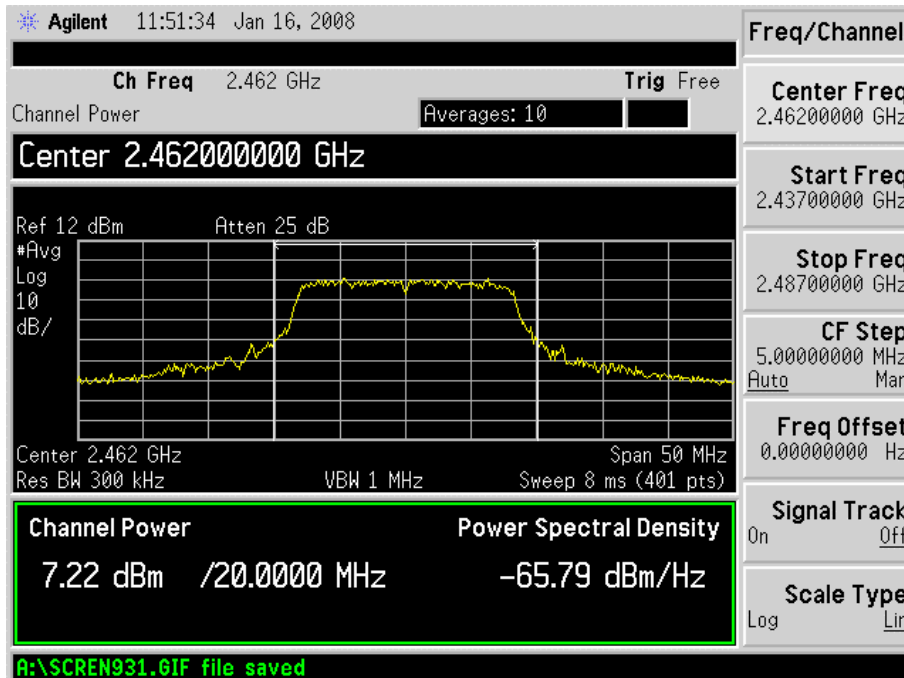 Agilent 11:51:34 Jan 16, 2008
Freq/Channel
Ch Freq 2.462 GHz Trig Free
Channel Power Averages: 10
Center 2.462000000 GHz
Ref 12 dBm Atten 25 dB
#Avg
Log
10
dB/
Center 2.462 GHz Span 50 MHz
Res BW 300 kHz VBW 1 MHz Sweep 8 ms (401 pts)
Channel Power Power Spectral Density
7.22 dBm /20.0000 MHz -65.79 dBm/Hz
A:\SCREN931.GIF file saved
Center Freq
2.46200000 GHz
Start Freq
2.43700000 GHz
Stop Freq
2.48700000 GHz
CF Step
5.00000000 MHz
Auto Man
Freq Offset
0.00000000 Hz
Signal Track
On Off
Scale Type
Log Lin